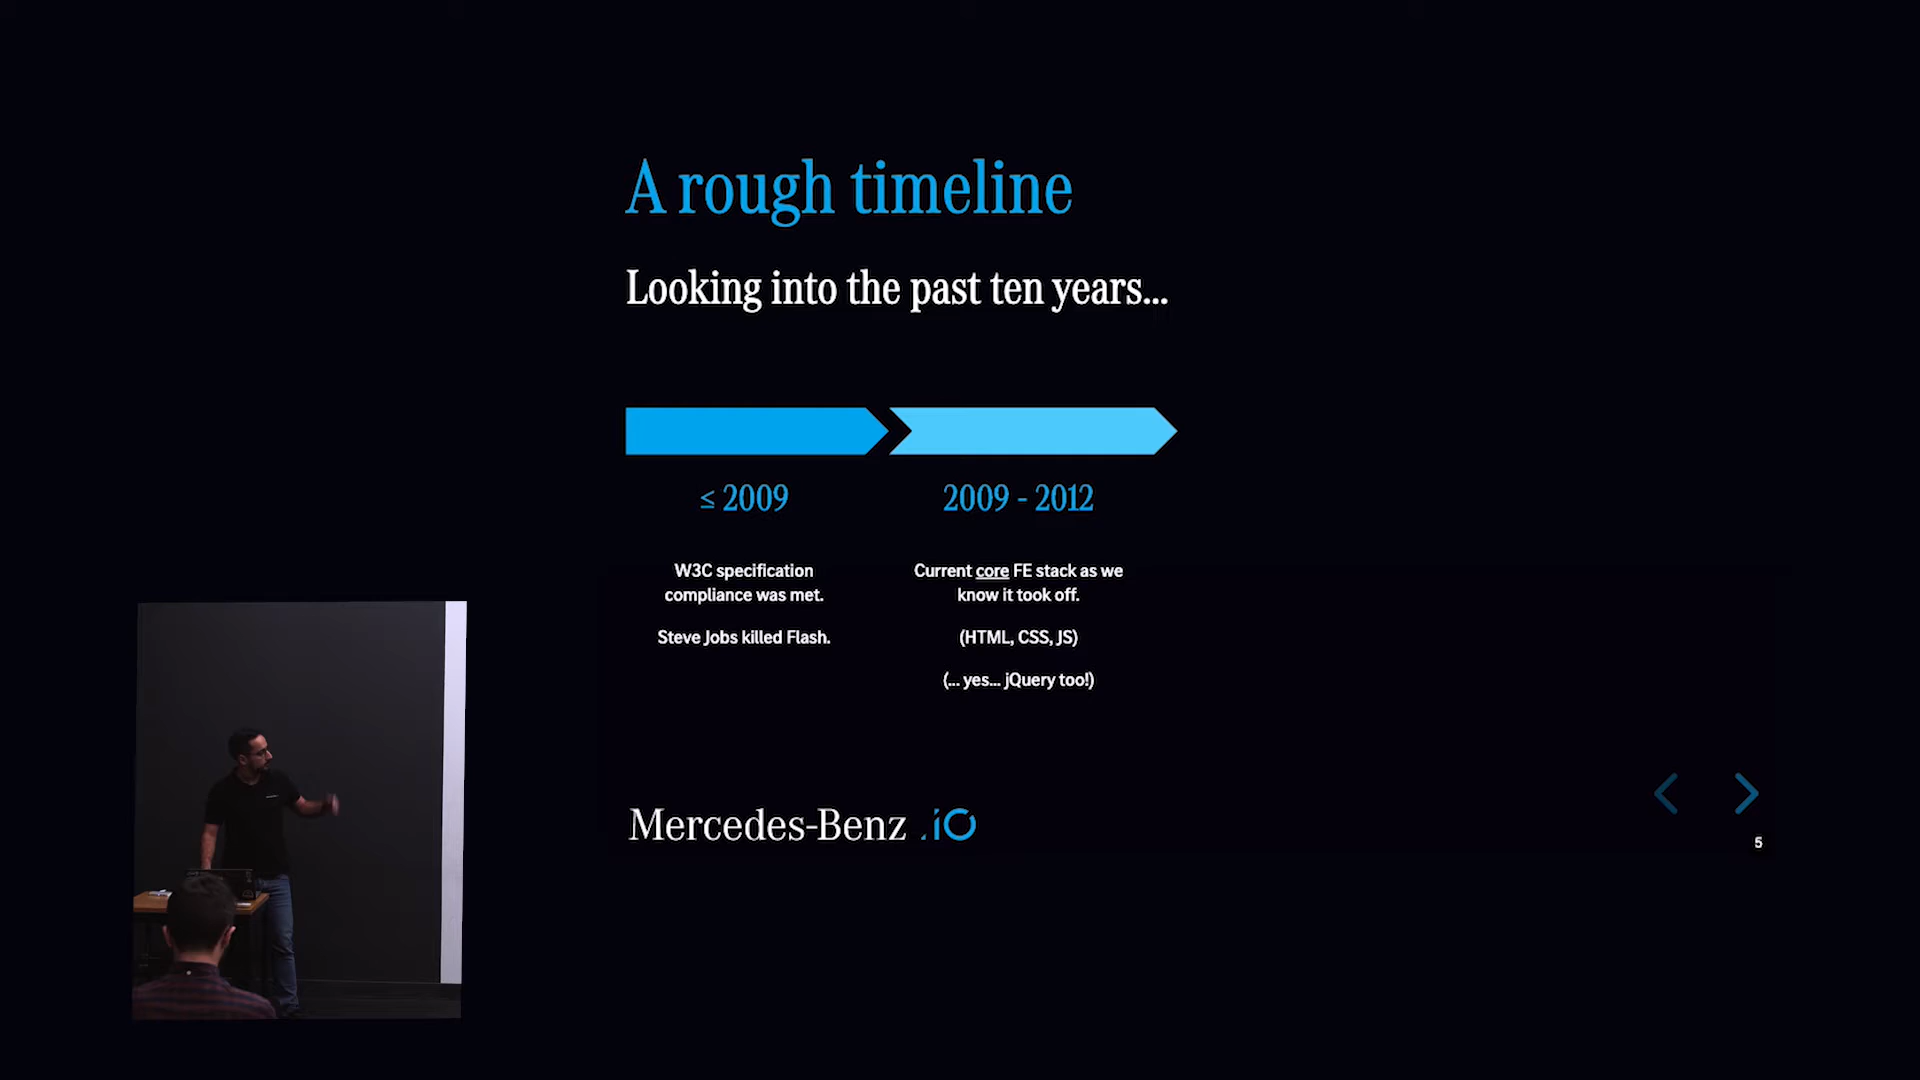 A rough timeline
Looking into the past ten years...
≤ 2009
2009 - 2012
W3C specification
compliance was met.
Steve Jobs killed Flash.
Current core FE stack as we
know it took off.
(HTML, CSS, JS)
(... yes... jQuery too!)
Mercedes-Benz .io
5